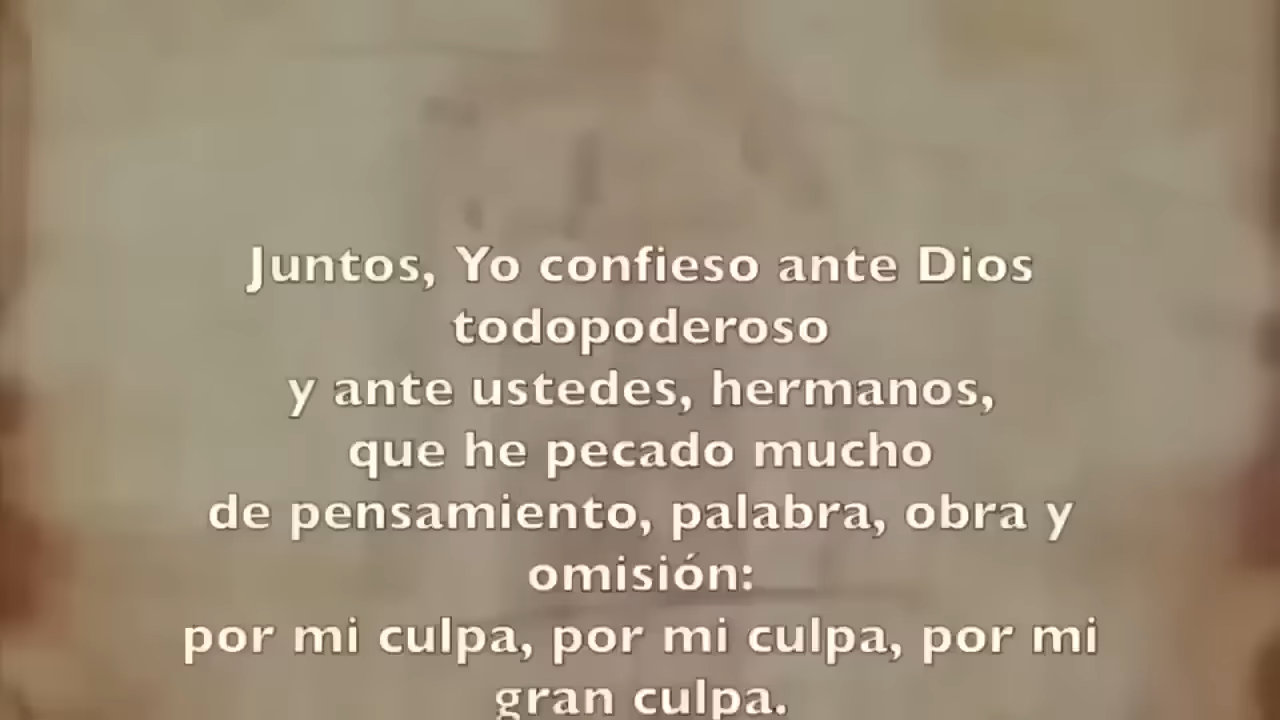 Juntos, Yo confieso ante Dios
todopoderoso
y ante ustedes, hermanos,
que he pecado mucho
de pensamiento, palabra, obra y
omisión:
por mi culpa, por mi culpa, por mi
gran culpa.